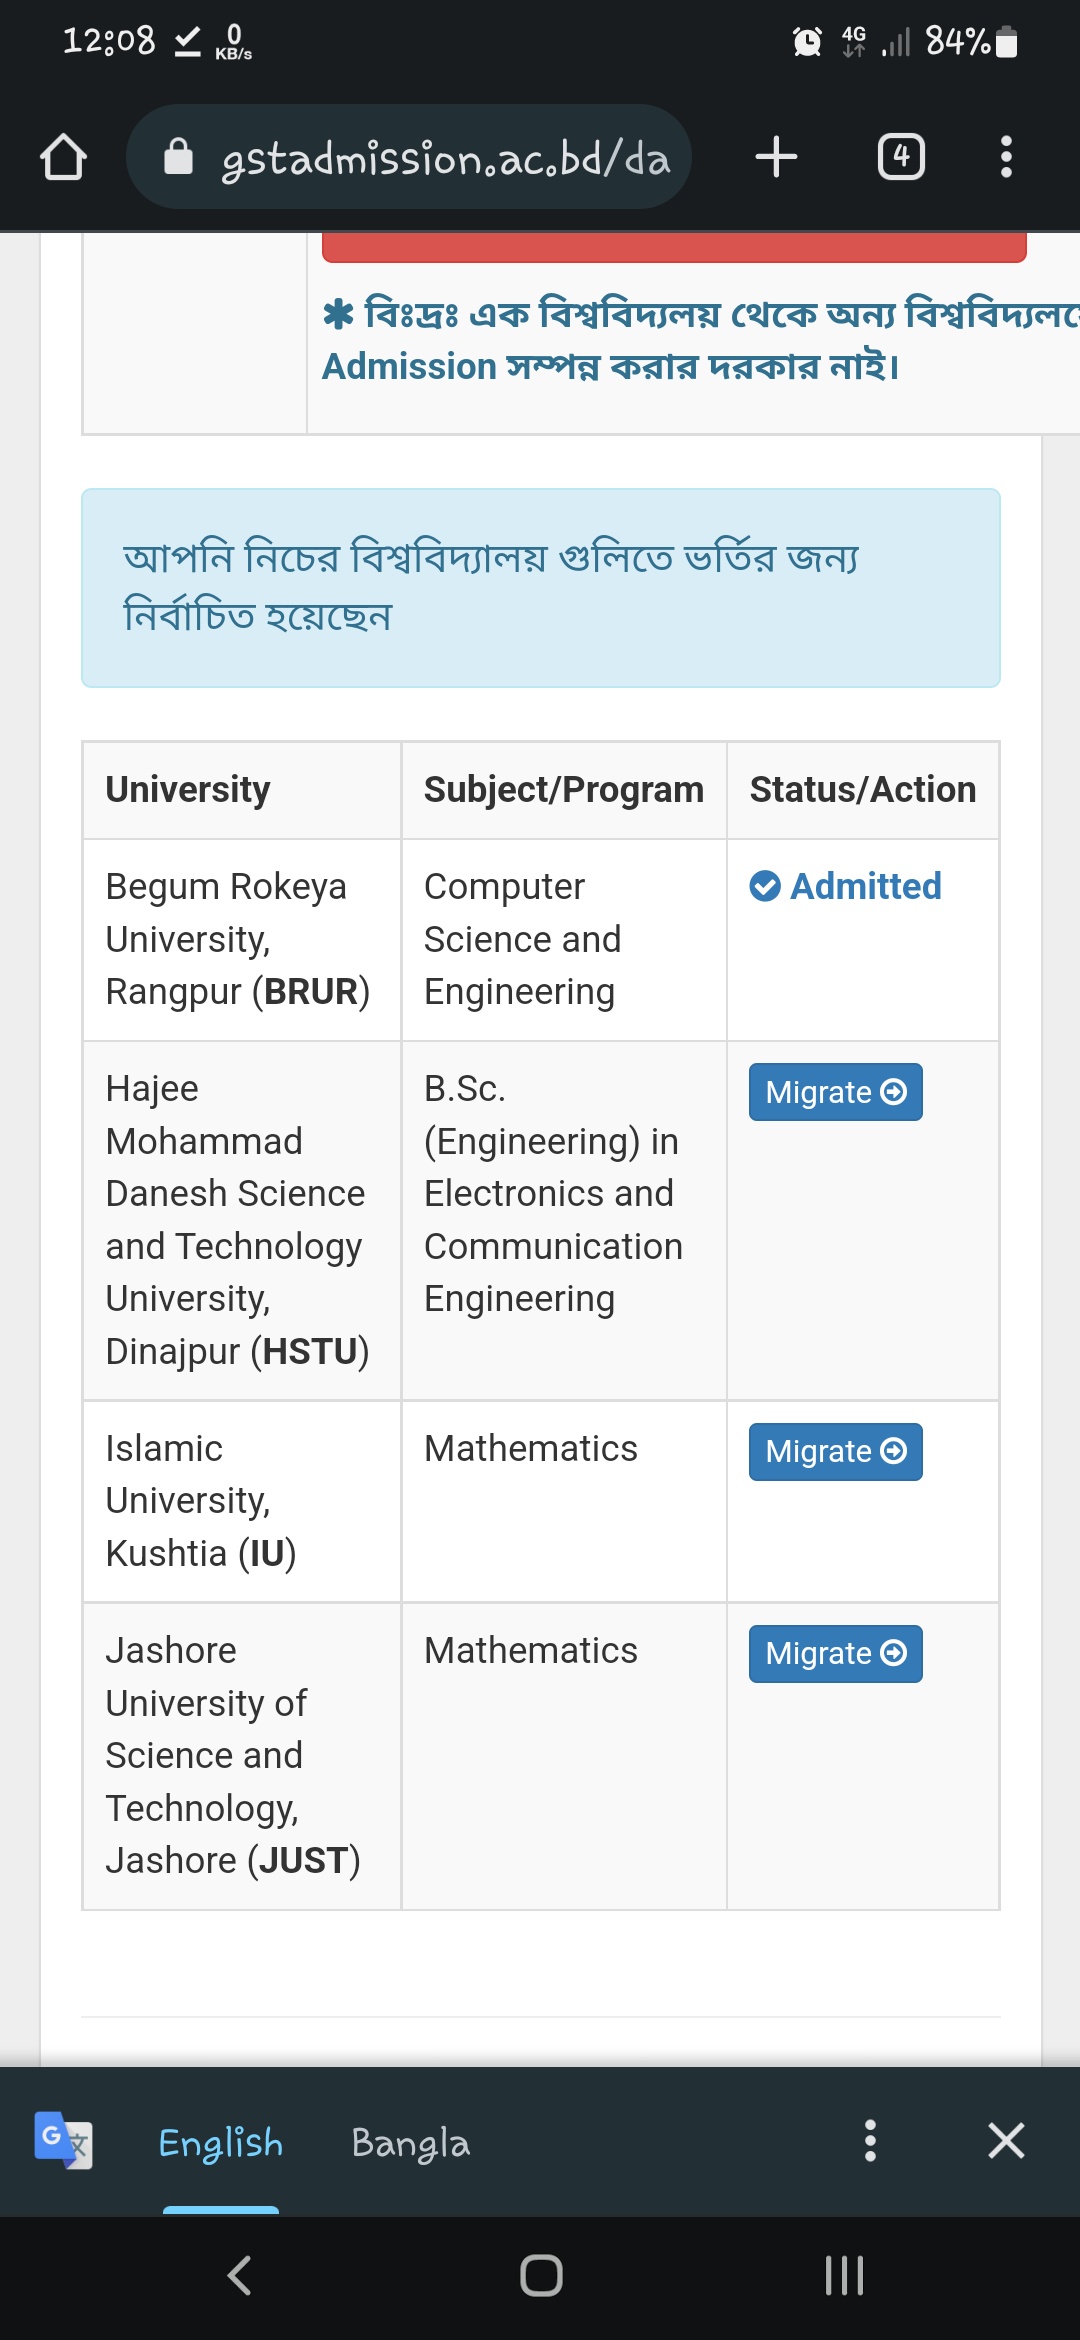 12:08 0 KB/s 4G 84%
gstadmission.ac.bd/da 4
✱ বিঃদ্রঃ এক বিশ্ববিদ্যলয় থেকে অন্য
Admission সম্পন্ন করার দরকার নাই।
আপনি নিচের বিশ্ববিদ্যালয় গুলিতে ভর্তির জন্য
নির্বাচিত হয়েছেন
University Subject/Program Status/Action
Begum Rokeya Computer Admitted
University, Science and
Rangpur (BRUR) Engineering
Hajee B.Sc. Migrate
Mohammad (Engineering) in
Danesh Science Electronics and
and Technology Communication
University, Engineering
Dinajpur (HSTU)
Islamic Mathematics Migrate
University,
Kushtia (IU)
Jashore Mathematics Migrate
University of
Science and
Technology,
Jashore (JUST)
G 文 English Bangla